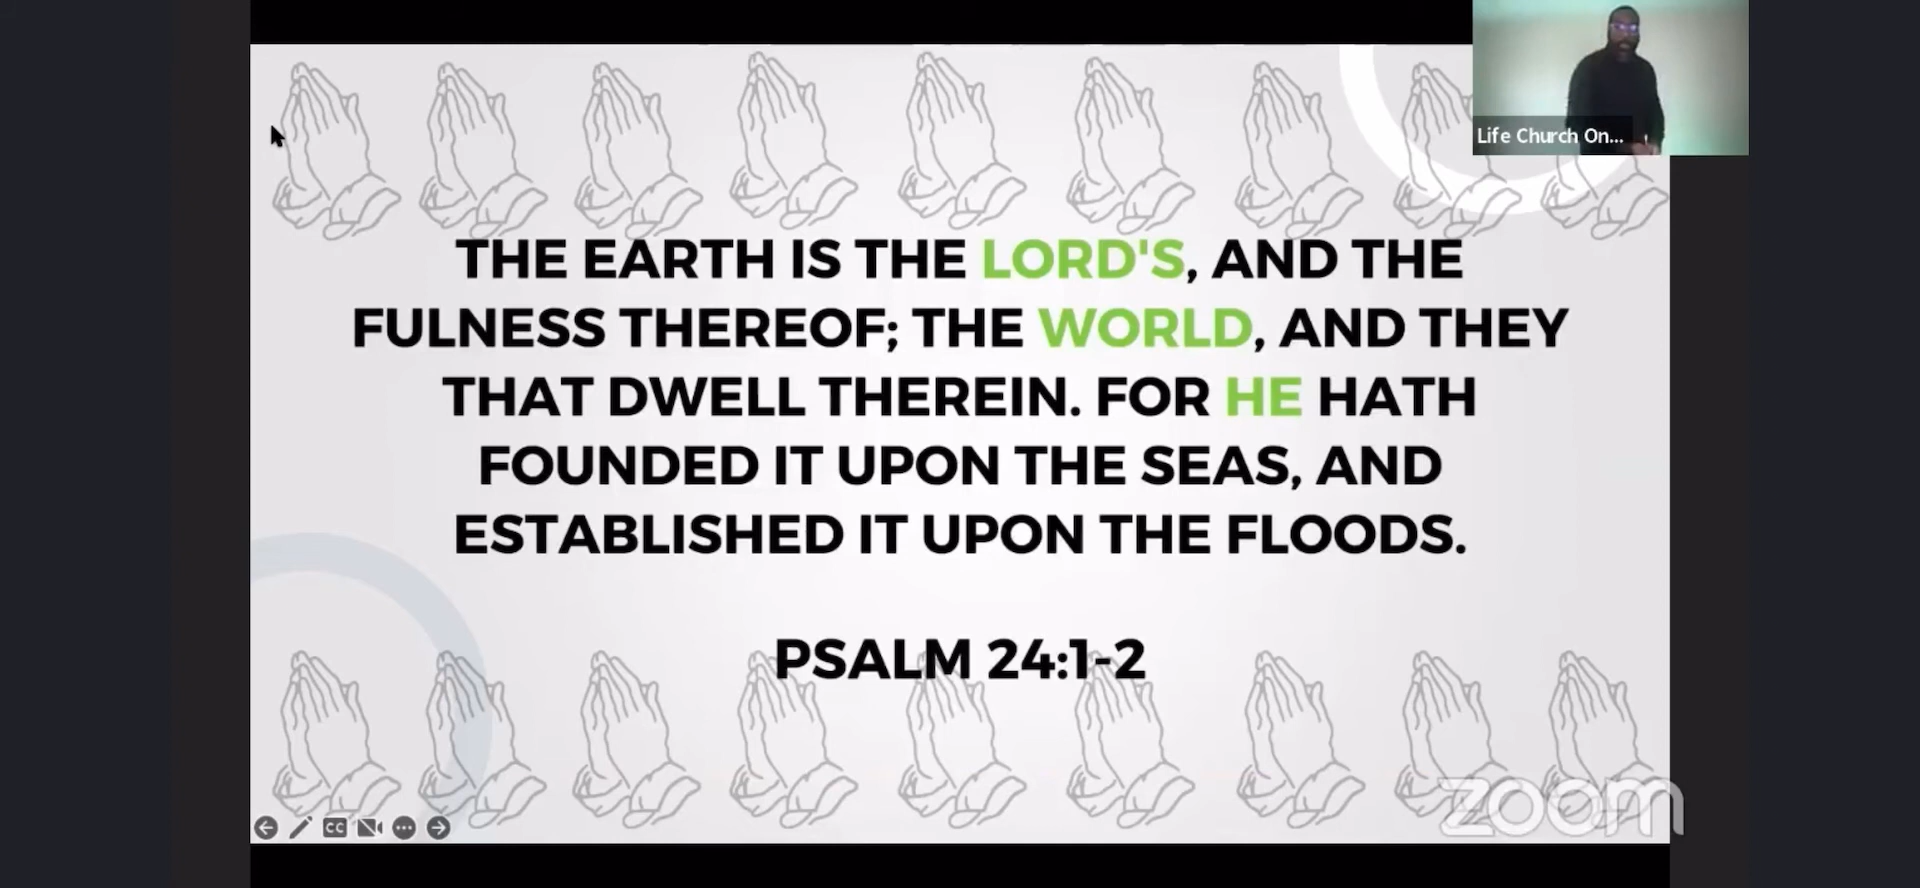 Life Church On...
THE EARTH IS THE LORD'S, AND THE
FULNESS THEREOF; THE WORLD, AND THEY
THAT DWELL THEREIN. FOR HE HATH
FOUNDED IT UPON THE SEAS, AND
ESTABLISHED IT UPON THE FLOODS.
PSALM 24:1-2
CC
zoom